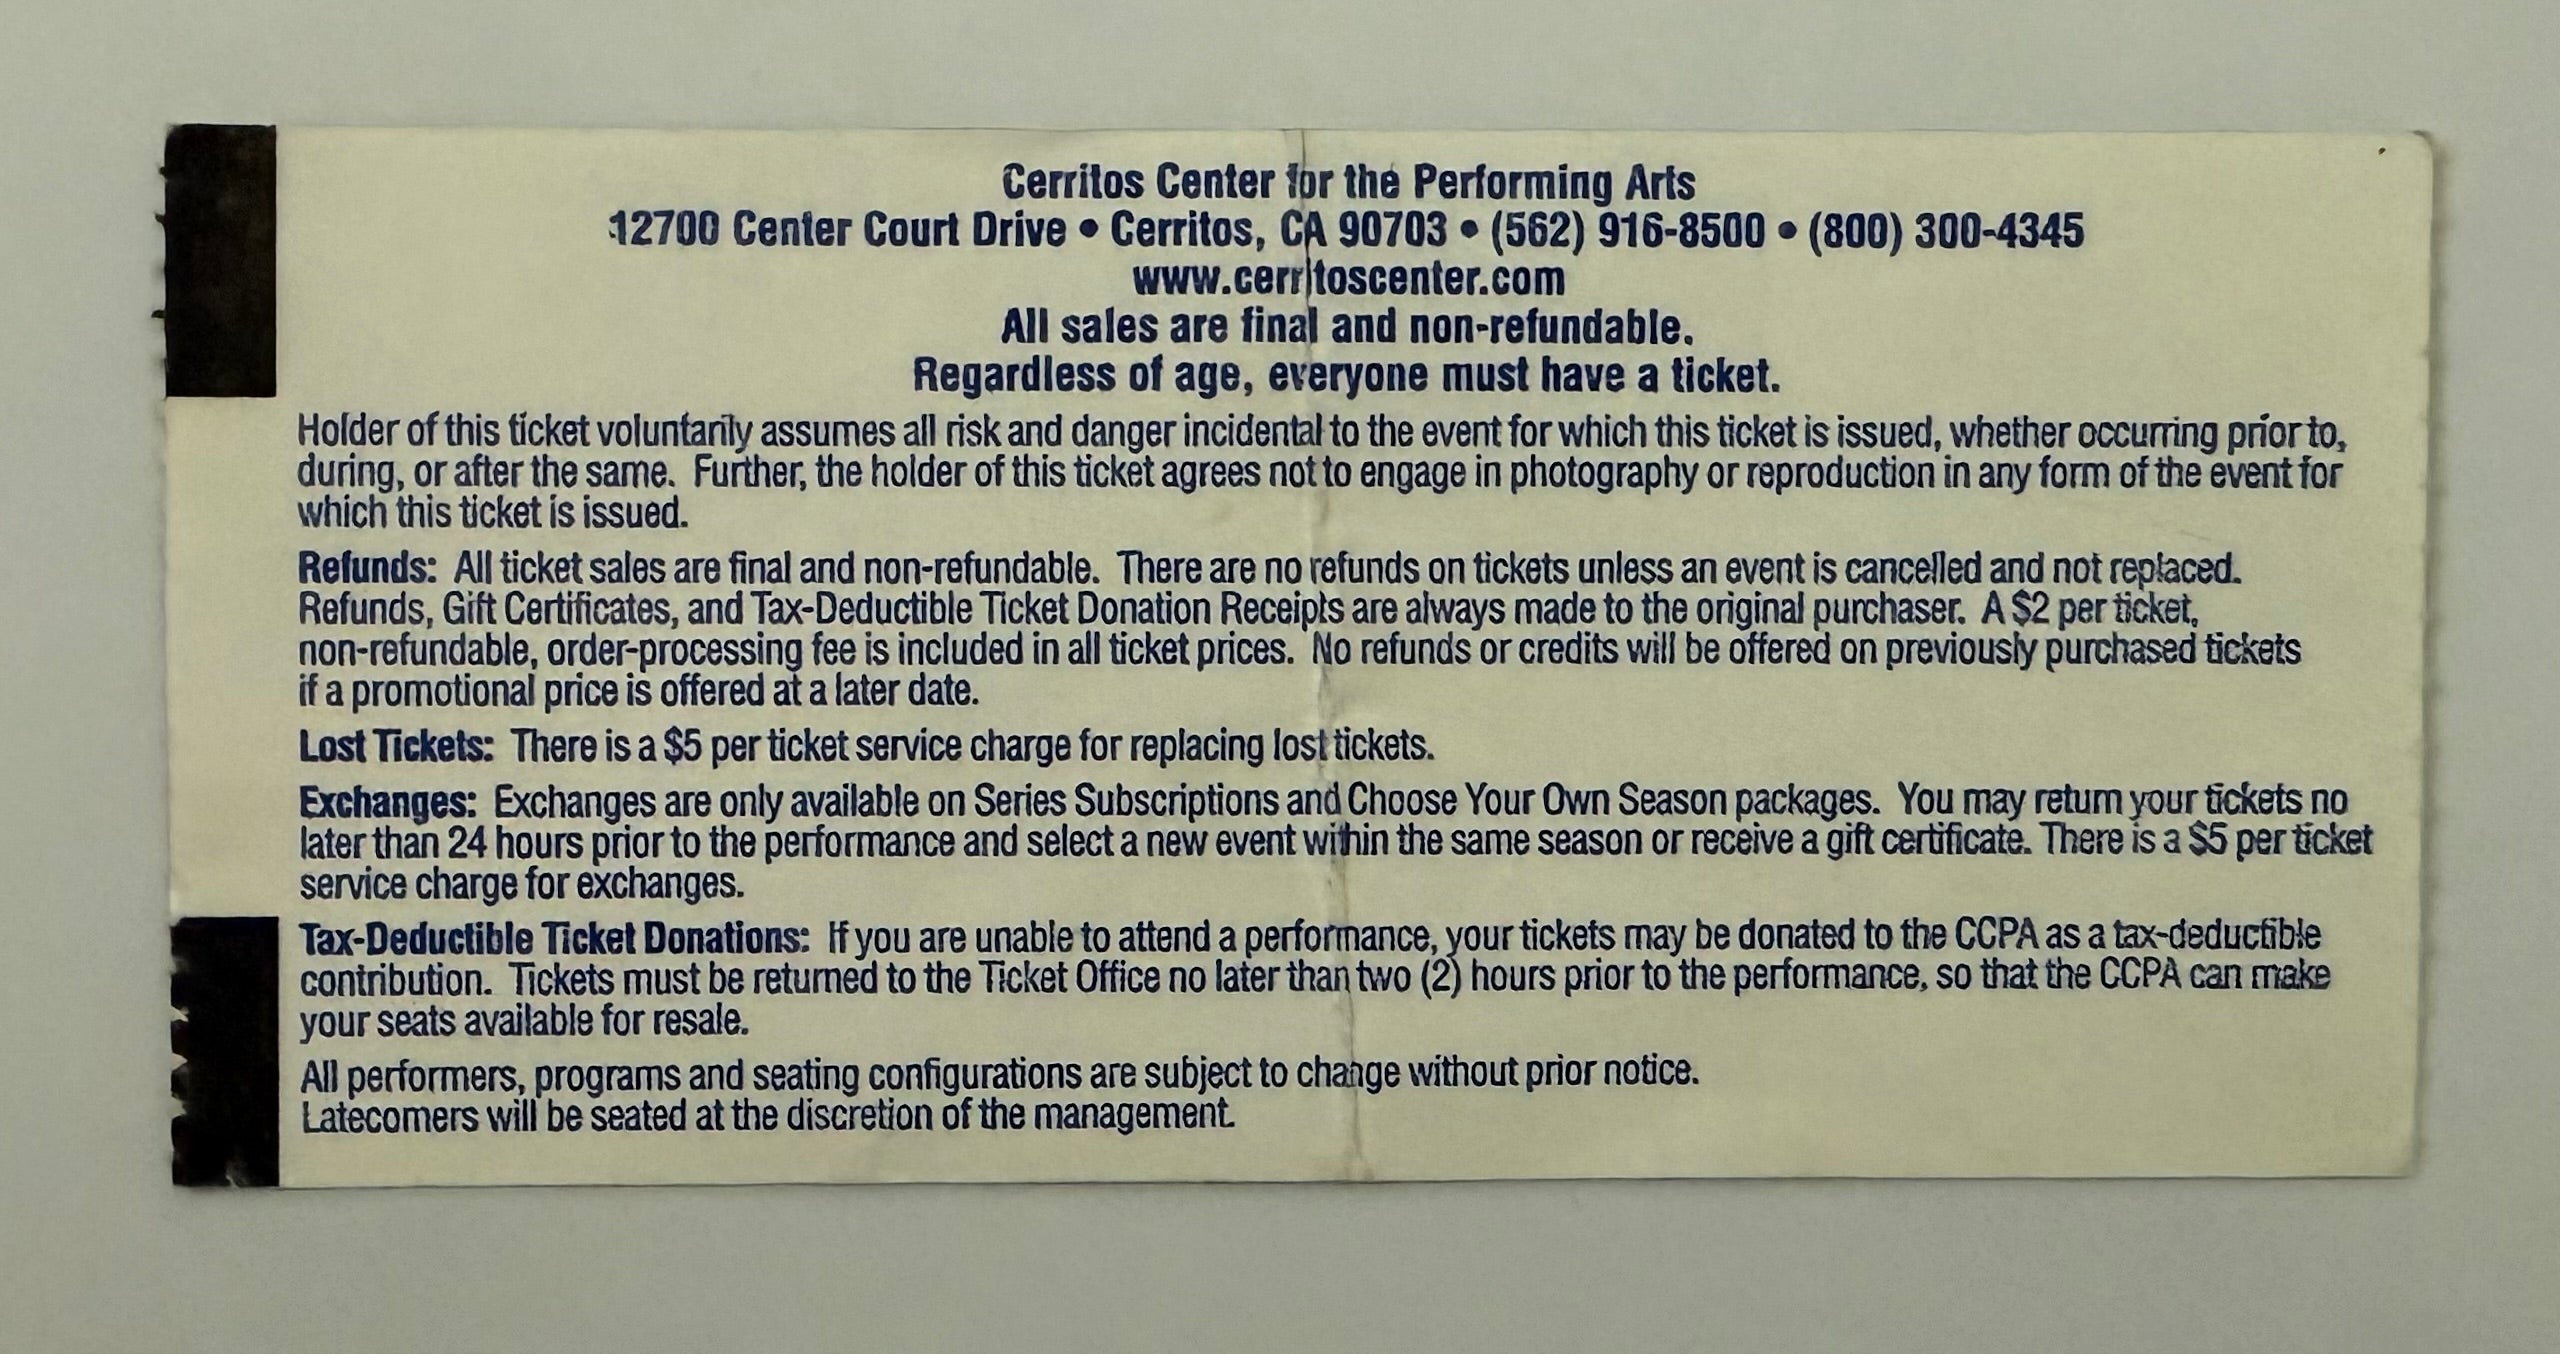 Cerritos Center for the Performing Arts
12700 Center Court Drive • Cerritos, CA 90703 • (562) 916-8500 • (800) 300-4345
www.cerritoscenter.com
All sales are final and non-refundable.
Regardless of age, everyone must have a ticket.
Holder of this ticket voluntarily assumes all risk and danger incidental to the event for which this ticket is issued, whether occurring prior to,
during, or after the same. Further, the holder of this ticket agrees not to engage in photography or reproduction in any form of the event for
which this ticket is issued.
Refunds: All ticket sales are final and non-refundable. There are no refunds on tickets unless an event is cancelled and not replaced.
Refunds, Gift Certificates, and Tax-Deductible Ticket Donation Receipts are always made to the original purchaser. A $2 per ticket,
non-refundable, order-processing fee is included in all ticket prices. No refunds or credits will be offered on previously purchased tickets
if a promotional price is offered at a later date.
Lost Tickets: There is a $5 per ticket service charge for replacing lost tickets.
Exchanges: Exchanges are only available on Series Subscriptions and Choose Your Own Season packages. You may return your tickets no
later than 24 hours prior to the performance and select a new event within the same season or receive a gift certificate. There is a $5 per ticket
service charge for exchanges.
Tax-Deductible Ticket Donations: If you are unable to attend a performance, your tickets may be donated to the CCPA as a tax-deductible
contribution. Tickets must be returned to the Ticket Office no later than two (2) hours prior to the performance, so that the CCPA can make
your seats available for resale.
All performers, programs and seating configurations are subject to change without prior notice.
Latecomers will be seated at the discretion of the management.